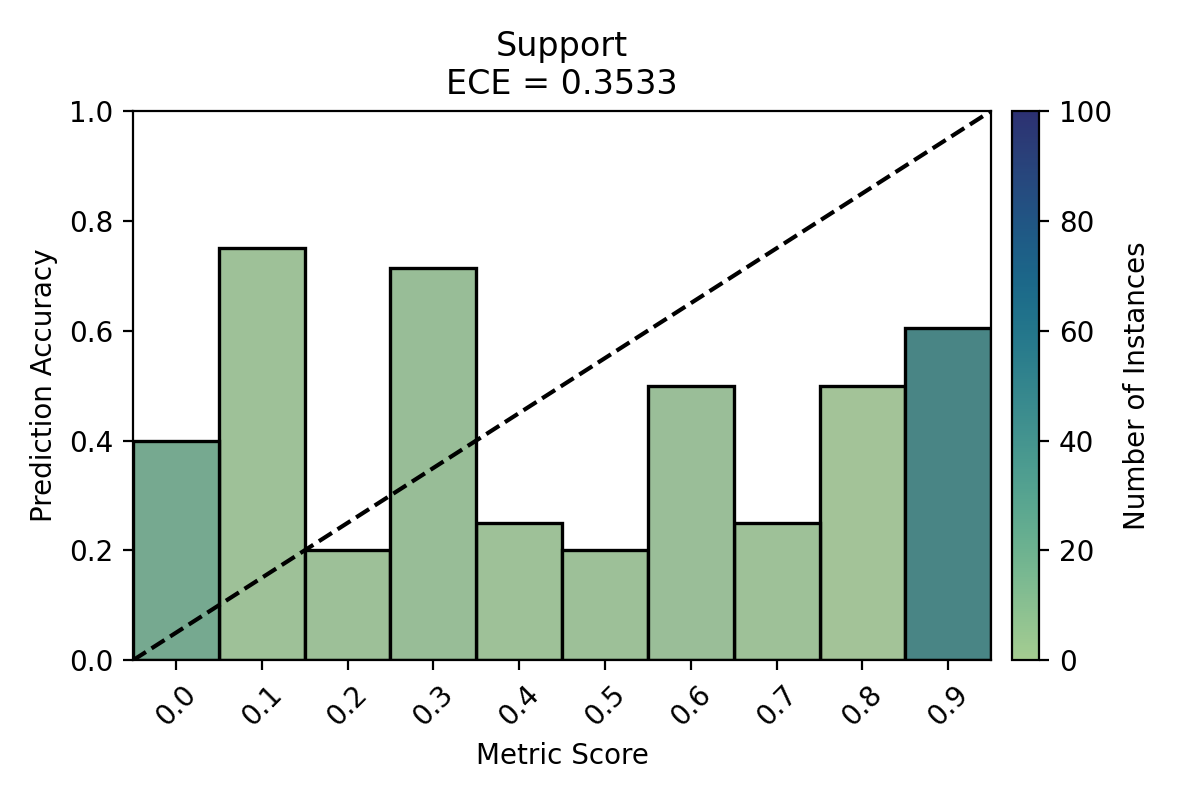 Support
ECE = 0.3533
1.0
0.8
0.6
0.4
0.2
0.0
Prediction Accuracy
0.0 0.1 0.2 0.3 0.4 0.5 0.6 0.7 0.8 0.9
Metric Score
100
80
60
40
20
0
Number of Instances